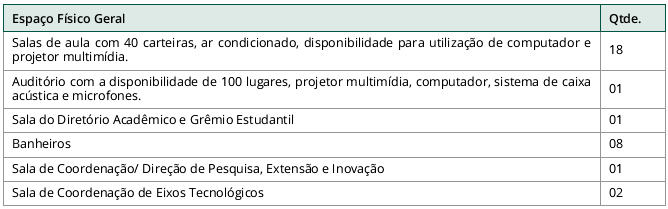 Espaço Físico Geral Qtde.
Salas de aula com 40 carteiras, ar condicionado, disponibilidade para utilização de computador e
projetor multimídia. 18
Auditório com a disponibilidade de 100 lugares, projetor multimídia, computador, sistema de caixa
acústica e microfones. 01
Sala do Diretório Acadêmico e Grêmio Estudantil 01
Banheiros 08
Sala de Coordenação/ Direção de Pesquisa, Extensão e Inovação 01
Sala de Coordenação de Eixos Tecnológicos 02